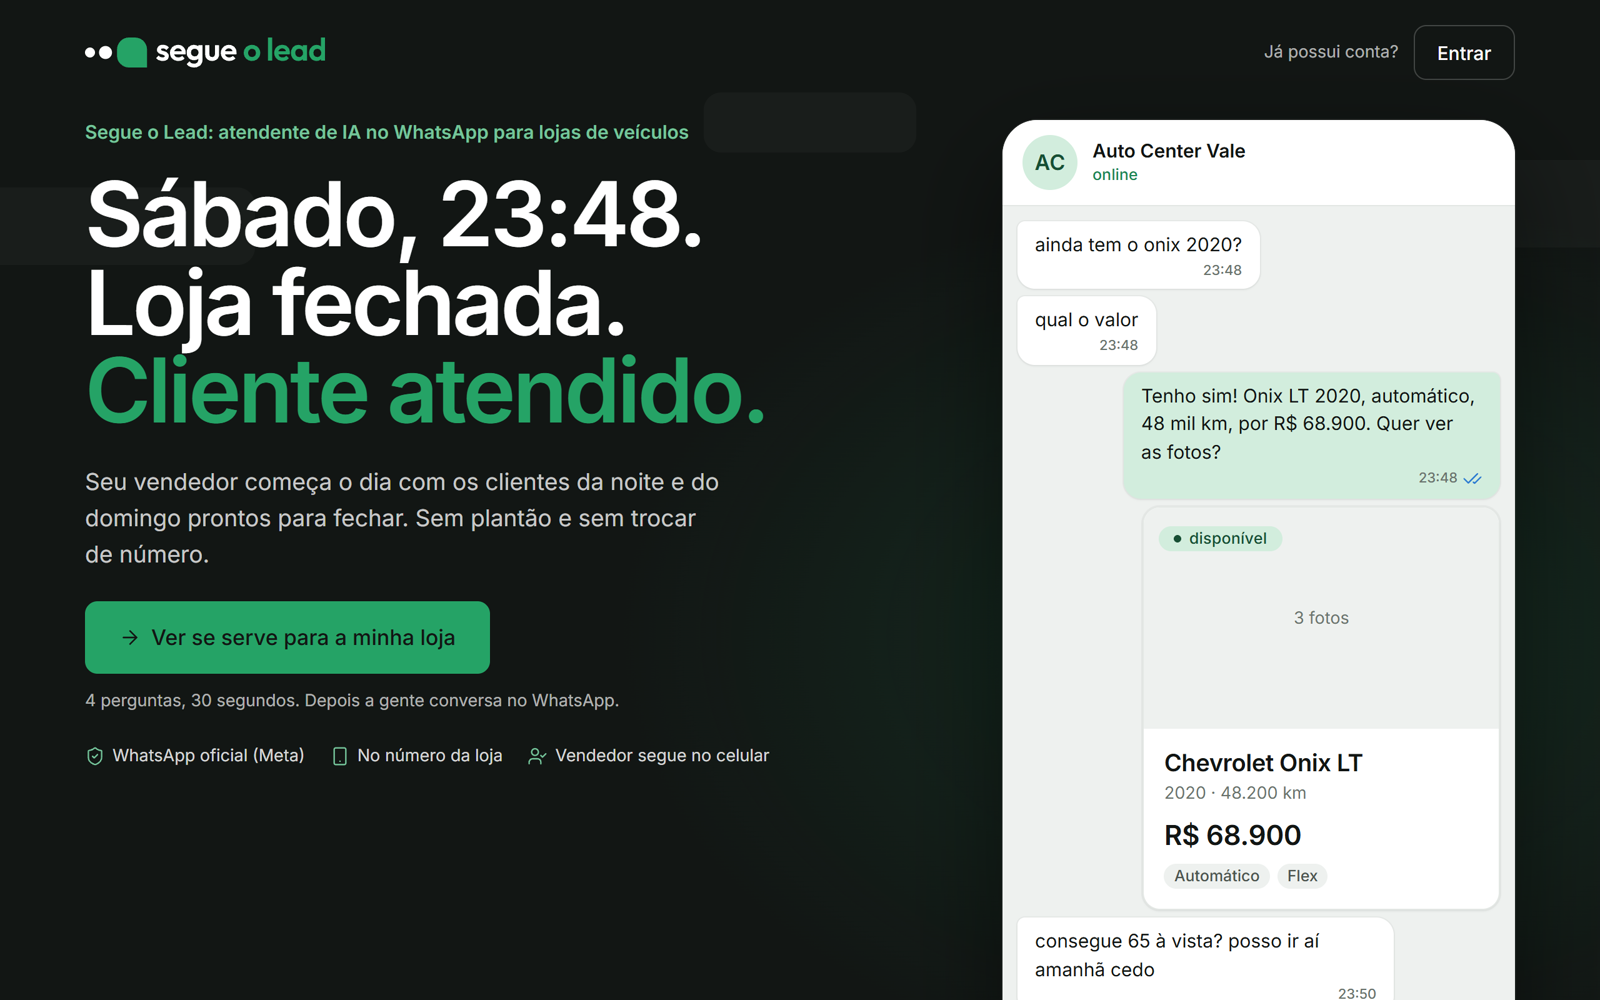 segue o lead
Já possui conta?
Entrar
Segue o Lead: atendente de IA no WhatsApp para lojas de veículos
Sábado, 23:48.
Loja fechada.
Cliente atendido.
Seu vendedor começa o dia com os clientes da noite e do
domingo prontos para fechar. Sem plantão e sem trocar
de número.
Ver se serve para a minha loja
4 perguntas, 30 segundos. Depois a gente conversa no WhatsApp.
WhatsApp oficial (Meta)
No número da loja
Vendedor segue no celular
AC
Auto Center Vale
online
ainda tem o onix 2020?
23:48
qual o valor
23:48
Tenho sim! Onix LT 2020, automático,
48 mil km, por R$ 68.900. Quer ver
as fotos?
23:48
disponível
3 fotos
Chevrolet Onix LT
2020 · 48.200 km
R$ 68.900
Automático
Flex
consegue 65 à vista? posso ir aí
amanhã cedo
23:50